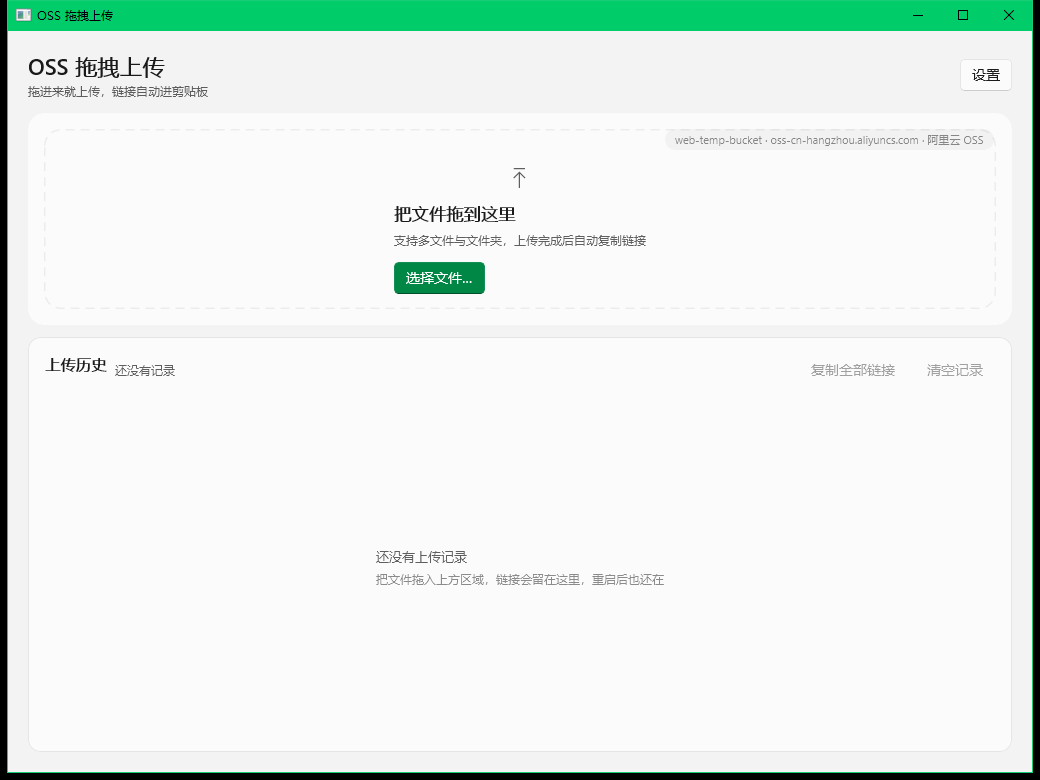 OSS 拖拽上传
OSS 拖拽上传
拖进来就上传，链接自动进剪贴板
设置
web-temp-bucket · oss-cn-hangzhou.aliyuncs.com · 阿里云 OSS
把文件拖到这里
支持多文件与文件夹，上传完成后自动复制链接
选择文件...
上传历史 还没有记录
复制全部链接 清空记录
还没有上传记录
把文件拖入上方区域，链接会留在这里，重启后也还在